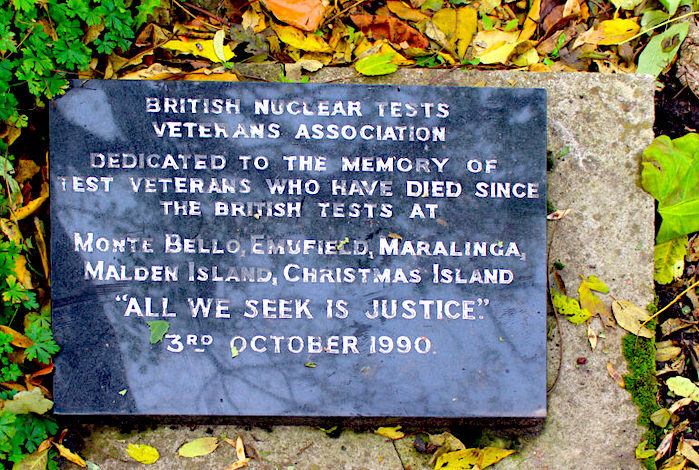 BRITISH NUCLEAR TESTS
VETERANS ASSOCIATION
DEDICATED TO THE MEMORY OF
TEST VETERANS WHO HAVE DIED SINCE
THE BRITISH TESTS AT
MONTE BELLO, EMUFIELD, MARALINGA,
MALDEN ISLAND, CHRISTMAS ISLAND
"ALL WE SEEK IS JUSTICE".
3RD OCTOBER 1990.